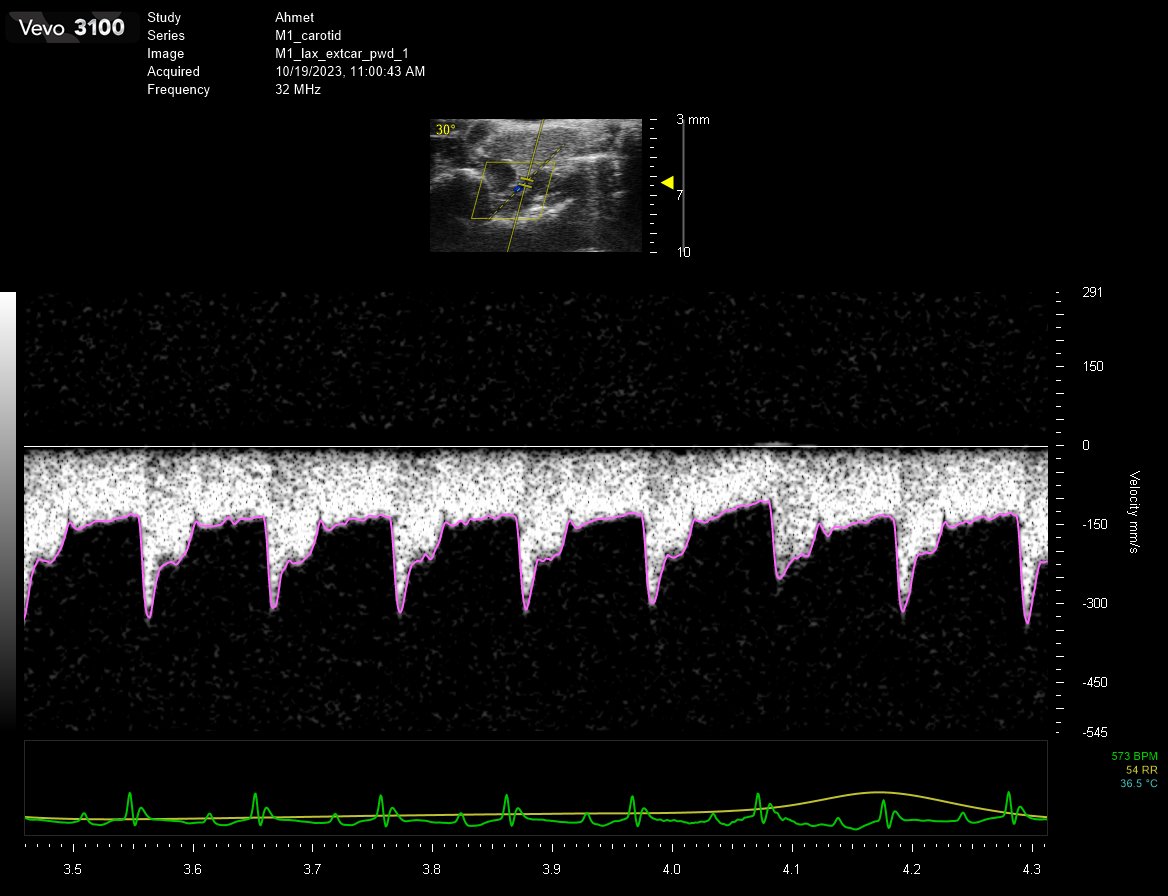 Vevo 3100
Study Ahmet
Series M1_carotid
Image M1_lax_extcar_pwd_1
Acquired 10/19/2023, 11:00:43 AM
Frequency 32 MHz
30°
3 mm
7
10
291
150
0
-150
-300
-450
-545
Velocity mm/s
573 BPM
54 RR
36.5 °C
3.5 3.6 3.7 3.8 3.9 4.0 4.1 4.2 4.3